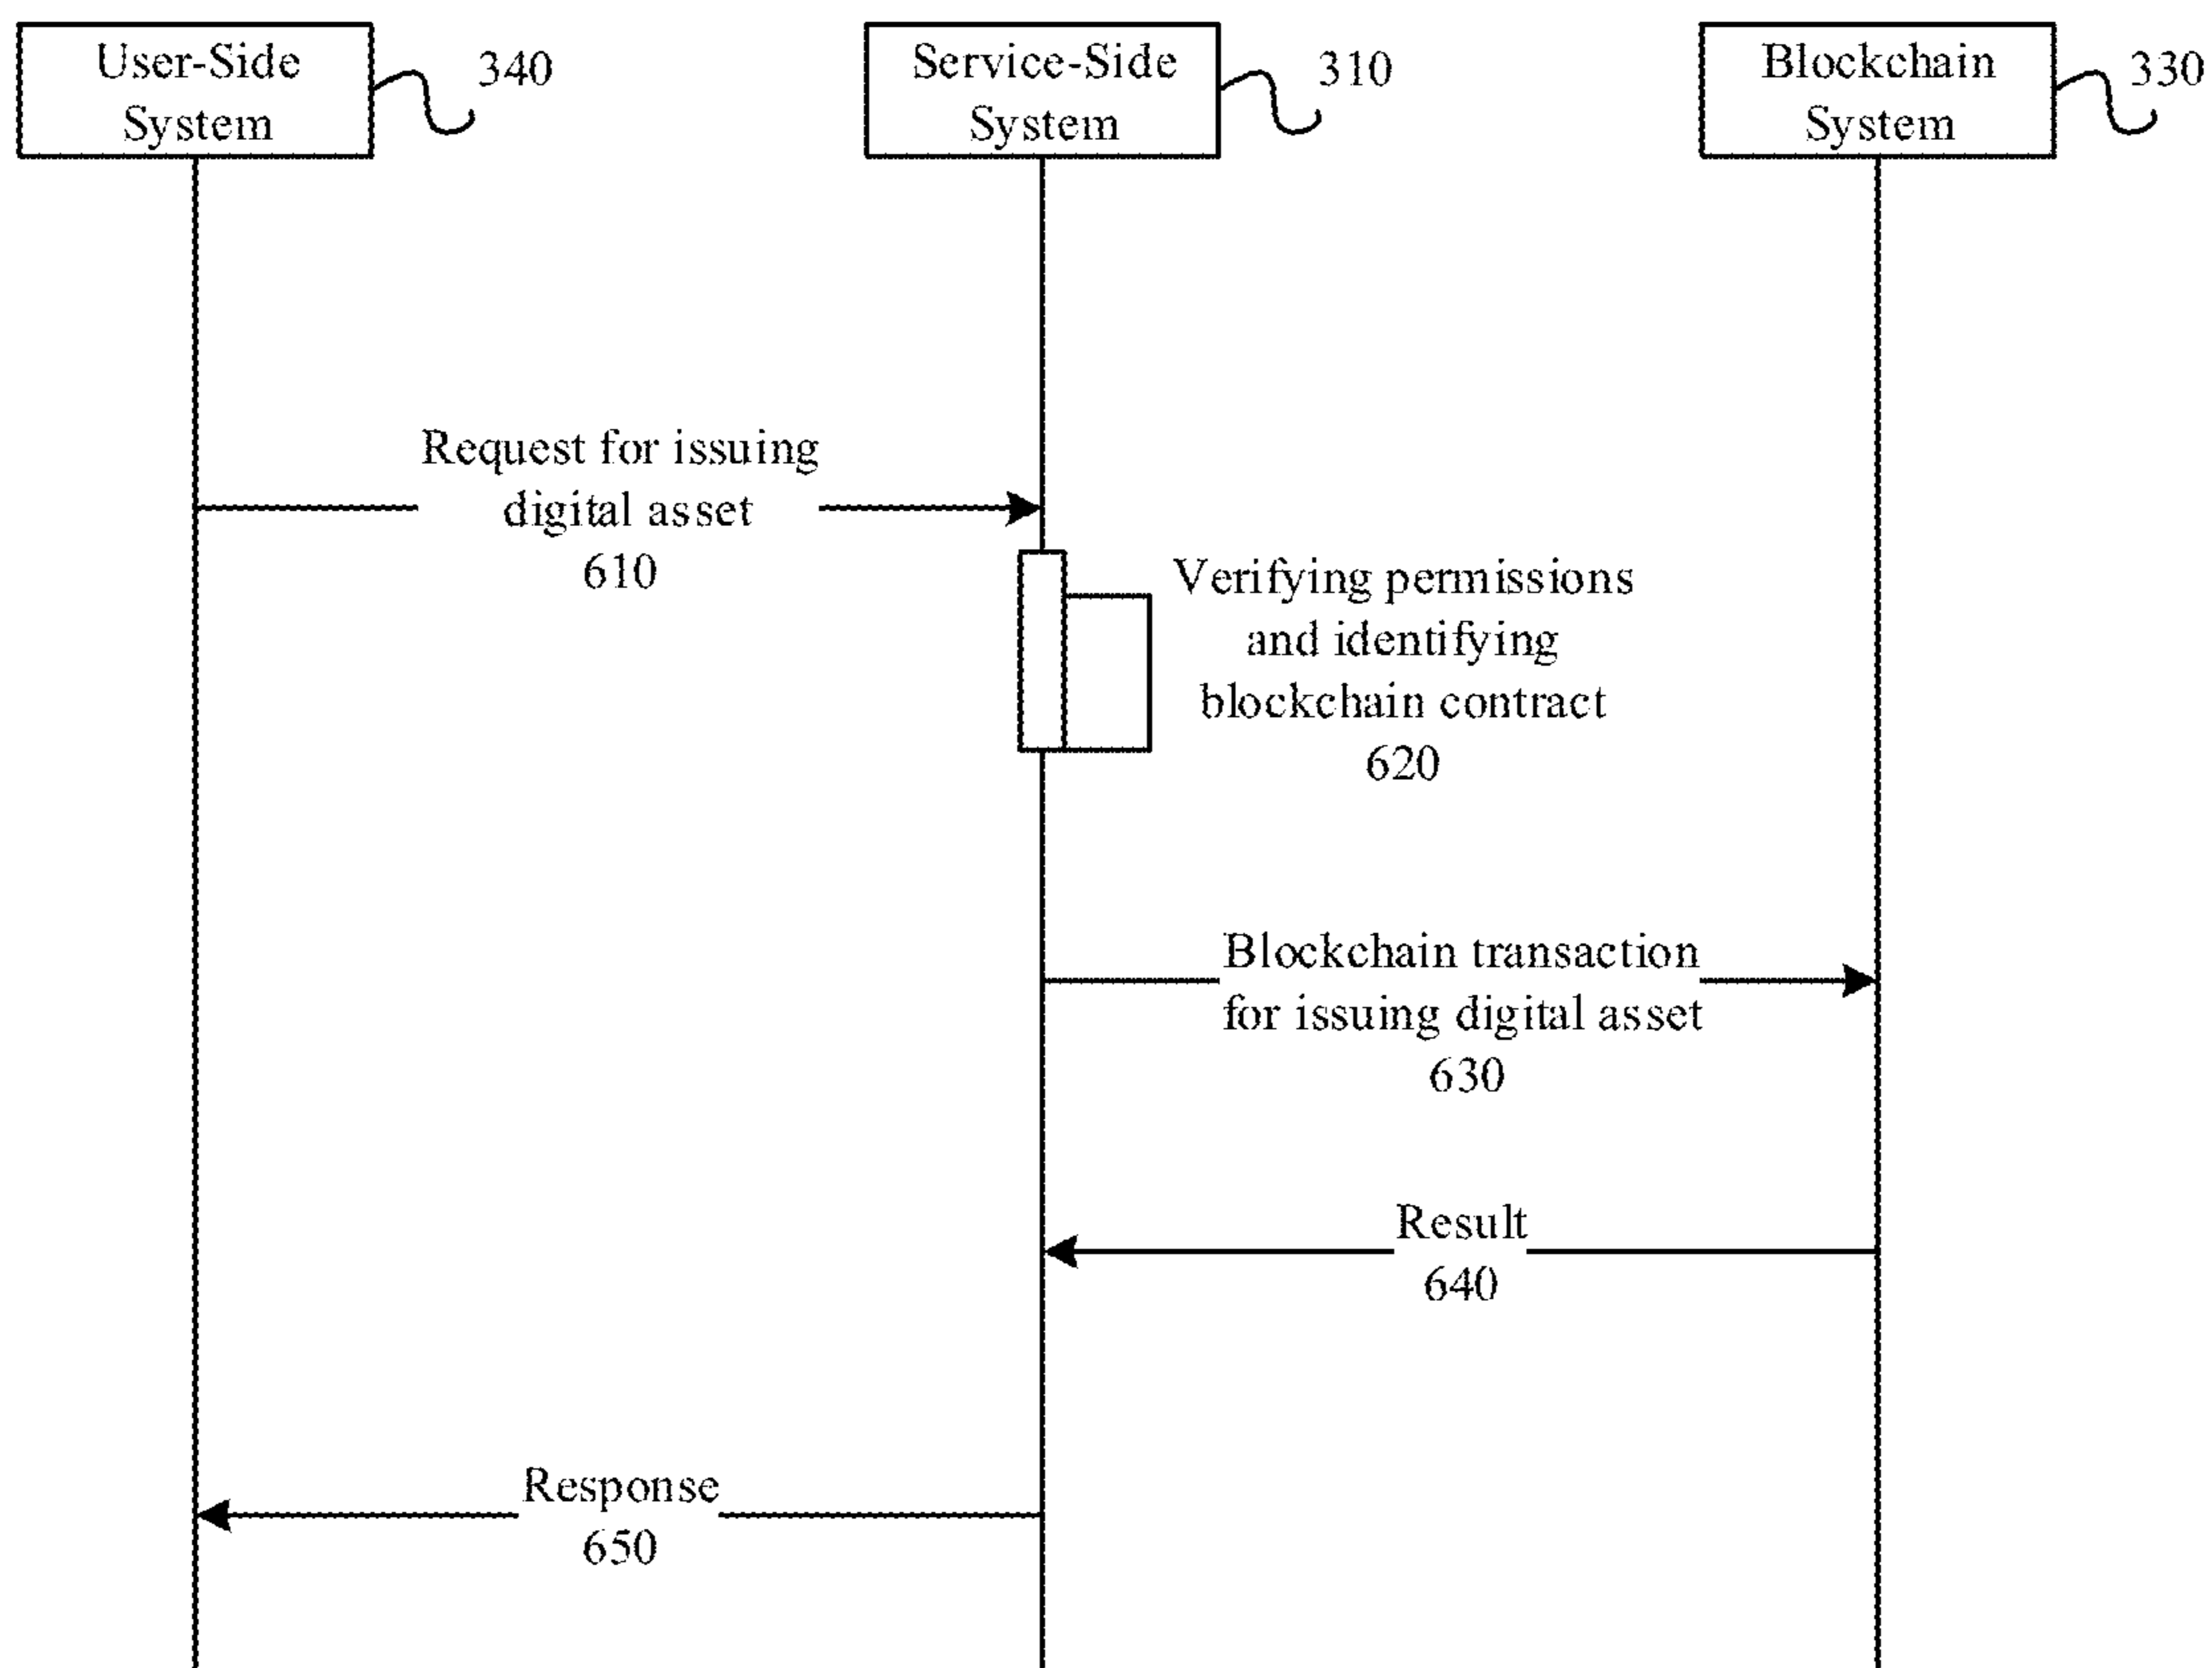 User-Side
System
340
Service-Side
System
310
Blockchain
System
330
Request for issuing
digital asset
610
Verifying permissions
and identifying
blockchain contract
620
Blockchain transaction
for issuing digital asset
630
Result
640
Response
650